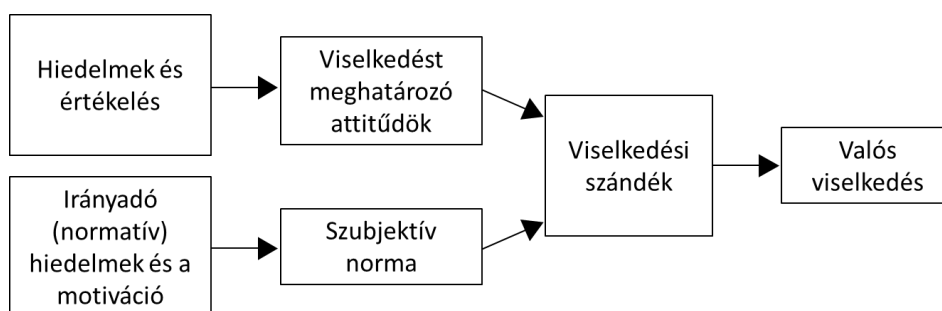 Hiedelmek és
értékelés
Viselkedést
meghatározó
attitűdök
Irányadó
(normatív)
hiedelmek és a
motiváció
Szubjektív
norma
Viselkedési
szándék
Valós
viselkedés